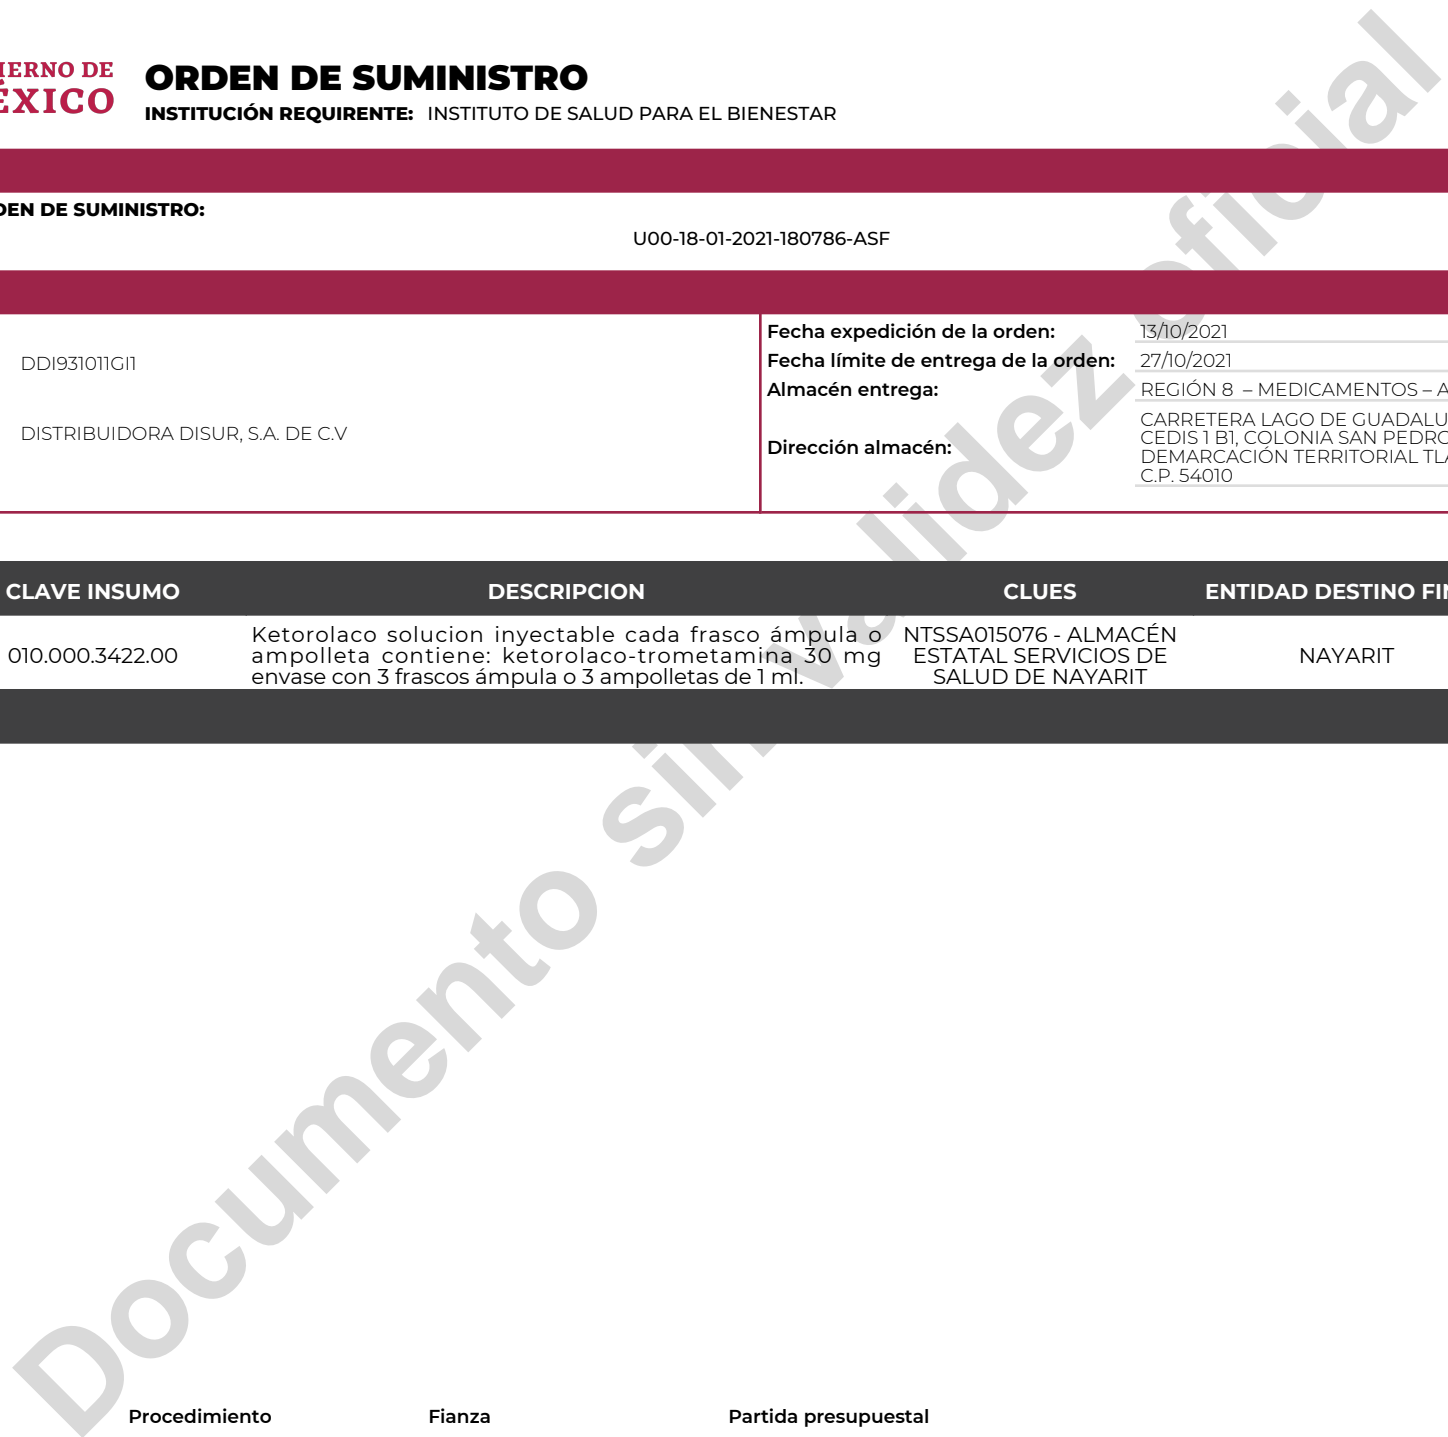 IERNO DE
ÉXICO
ORDEN DE SUMINISTRO
INSTITUCIÓN REQUIRENTE: INSTITUTO DE SALUD PARA EL BIENESTAR
DEN DE SUMINISTRO:
U00-18-01-2021-180786-ASF
DDI931011GI1
DISTRIBUIDORA DISUR, S.A. DE C.V
Fecha expedición de la orden: 13/10/2021
Fecha límite de entrega de la orden: 27/10/2021
Almacén entrega: REGIÓN 8 – MEDICAMENTOS – A
Dirección almacén: CARRETERA LAGO DE GUADALU
CEDIS 1 B1, COLONIA SAN PEDRO
DEMARCACIÓN TERRITORIAL TLA
C.P. 54010
CLAVE INSUMO DESCRIPCION CLUES ENTIDAD DESTINO FIN
010.000.3422.00
Ketorolaco solucion inyectable cada frasco ámpula o
ampolleta contiene: ketorolaco-trometamina 30 mg
envase con 3 frascos ámpula o 3 ampolletas de 1 ml.
NTSSA015076 - ALMACÉN
ESTATAL SERVICIOS DE
SALUD DE NAYARIT
NAYARIT
Documento sin validez oficial
Procedimiento Fianza Partida presupuestal